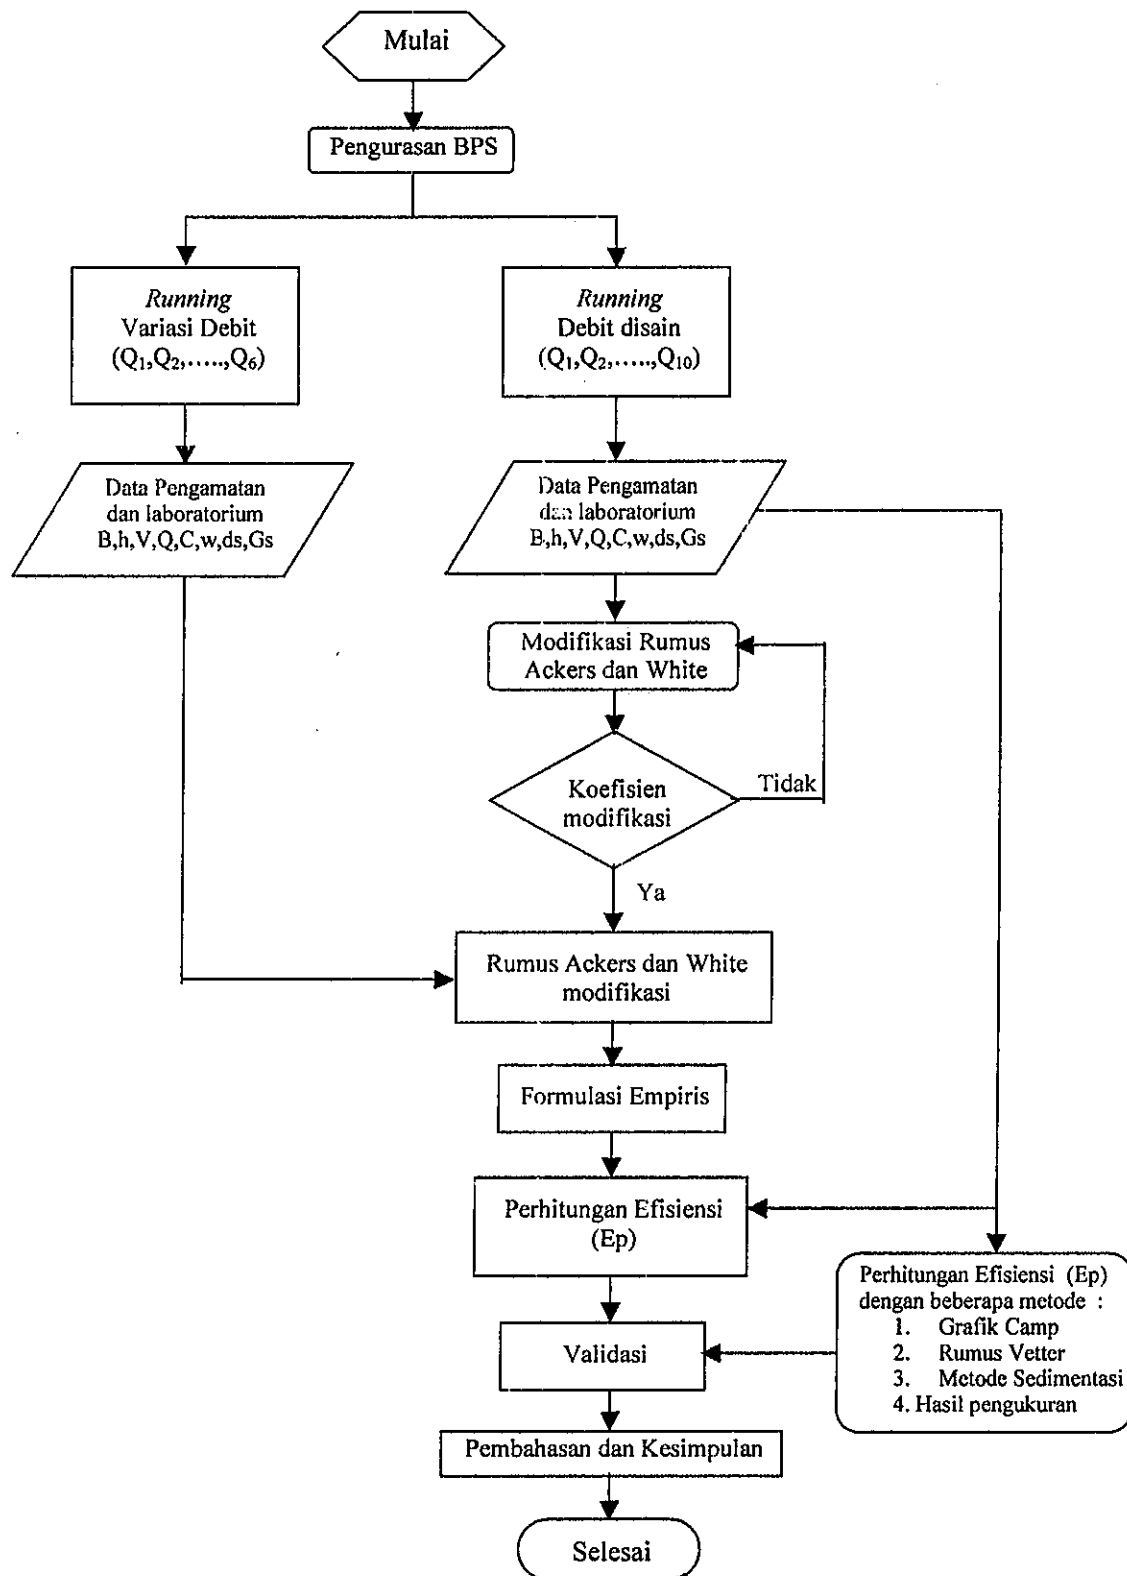 Mulai
Pengurasan BPS
Running
Variasi Debit
(Q₁,Q₂,.....,Q₆)
Running
Debit disain
(Q₁,Q₂,.....,Q₁₀)
Data Pengamatan
dan laboratorium
B,h,V,Q,C,w,ds,Gs
Data Pengamatan
dan laboratorium
B,h,V,Q,C,w,ds,Gs
Modifikasi Rumus
Ackers dan White
Koefisien
modifikasi
Tidak
Ya
Rumus Ackers dan White
modifikasi
Formulasi Empiris
Perhitungan Efisiensi
(Ep)
Perhitungan Efisiensi (Ep)
dengan beberapa metode :
1. Grafik Camp
2. Rumus Vetter
3. Metode Sedimentasi
4. Hasil pengukuran
Validasi
Pembahasan dan Kesimpulan
Selesai